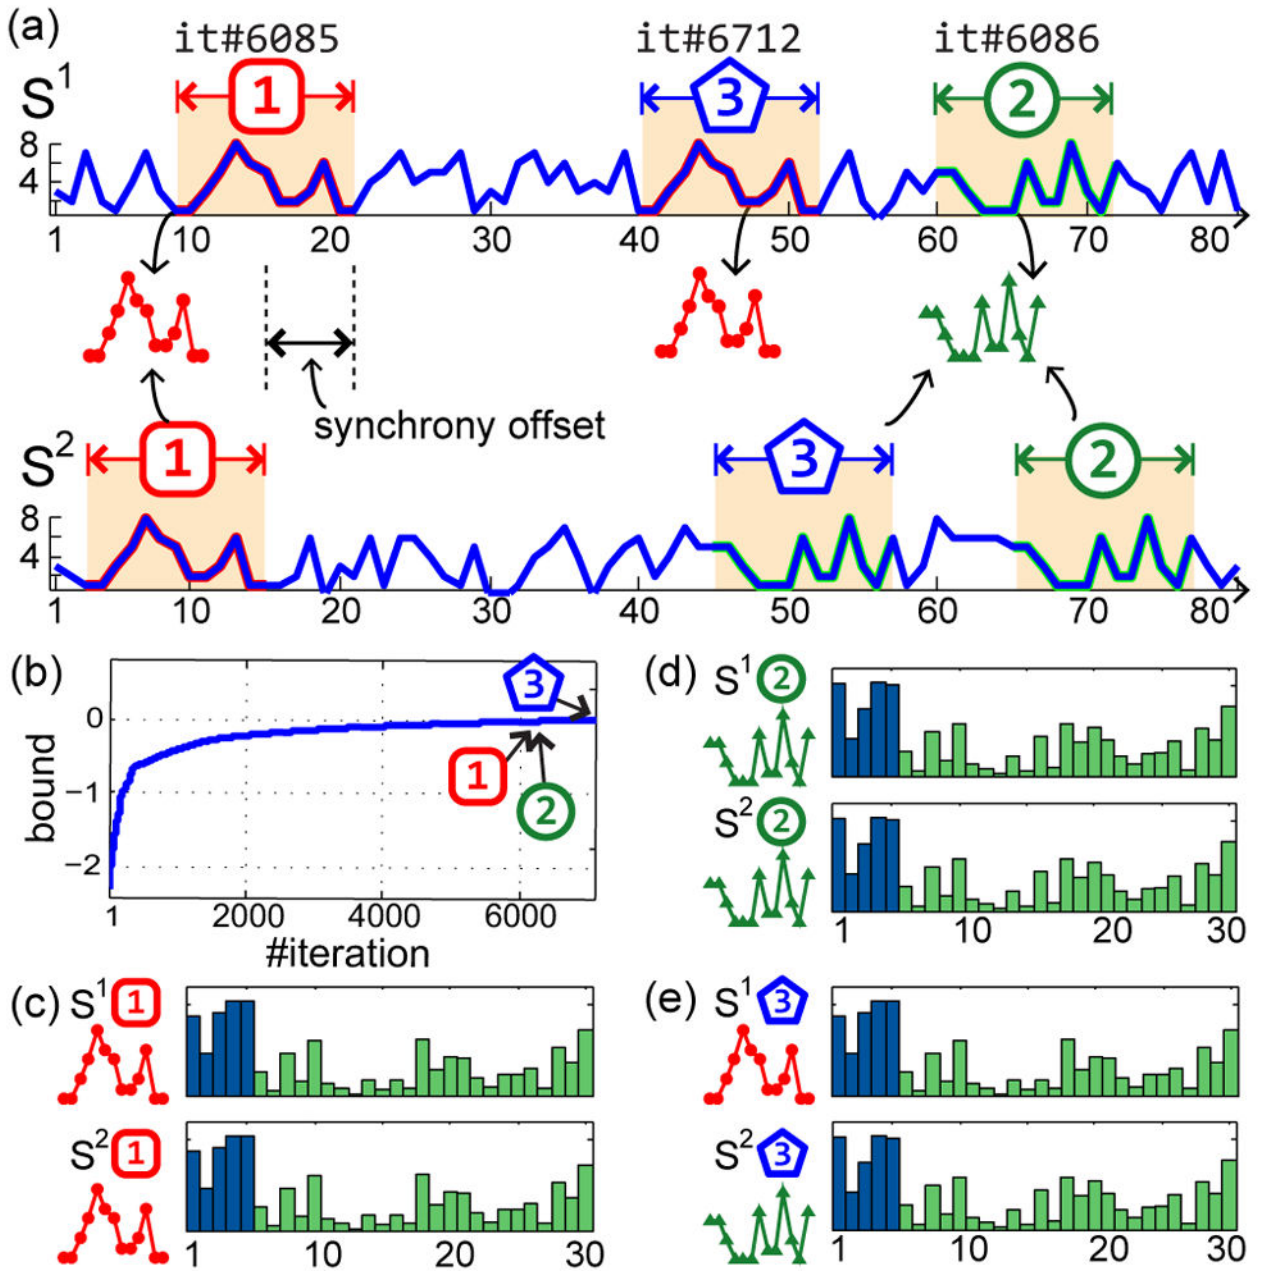 (a)
it#6085 it#6712 it#6086
S1 1 3 2
8
4
1 10 20 30 40 50 60 70 80
synchrony offset
S2 1 3 2
8
4
1 10 20 30 40 50 60 70 80
(b)
3
0
−1
−2
1
2
bound
1 2000 4000 6000
#iteration
(c) S1 1
S2 1
1 10 20 30
(d) S1 2
S2 2
1 10 20 30
(e) S1 3
S2 3
1 10 20 30